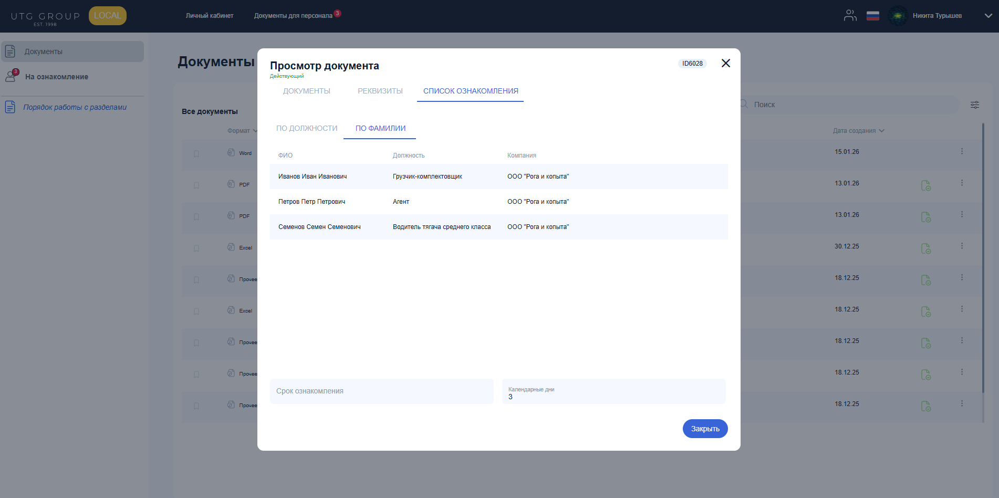 UTG GROUP
EST. 1998
LOCAL
Личный кабинет
Документы для персонала
3
Никита Турышев
Документы
3
На ознакомление
Порядок работы с разделами
Документы
Все документы
Поиск
Формат
Дата создания
Word
15.01.26
PDF
13.01.26
PDF
13.01.26
Excel
30.12.25
Прочее
18.12.25
Excel
18.12.25
Прочее
18.12.25
Прочее
18.12.25
Прочее
18.12.25
Просмотр документа
ID6028
Действующий
ДОКУМЕНТЫ
РЕКВИЗИТЫ
СПИСОК ОЗНАКОМЛЕНИЯ
ПО ДОЛЖНОСТИ
ПО ФАМИЛИИ
ФИО Должность Компания
Иванов Иван Иванович Грузчик-комплектовщик ООО "Рога и копыта"
Петров Петр Петрович Агент ООО "Рога и копыта"
Семенов Семен Семенович Водитель тягача среднего класса ООО "Рога и копыта"
Срок ознакомления
Календарные дни
3
Закрыть